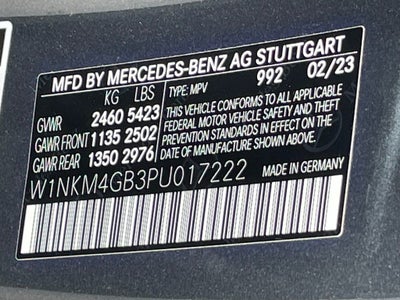 MFD BY MERCEDES-BENZ AG STUTTGART
KG LBS TYPE: MPV 992 02/23
GVWR 2460 5423
GAWR FRONT 1135 2502
GAWR REAR 1350 2976
THIS VEHICLE CONFORMS TO ALL APPLICABLE
FEDERAL MOTOR VEHICLE SAFETY AND THEFT
PREVENTION STANDARDS IN EFFECT ON THE
DATE OF MANUFACTURE SHOWN ABOVE.
W1NKM4GB3PU017222
MADE IN GERMANY